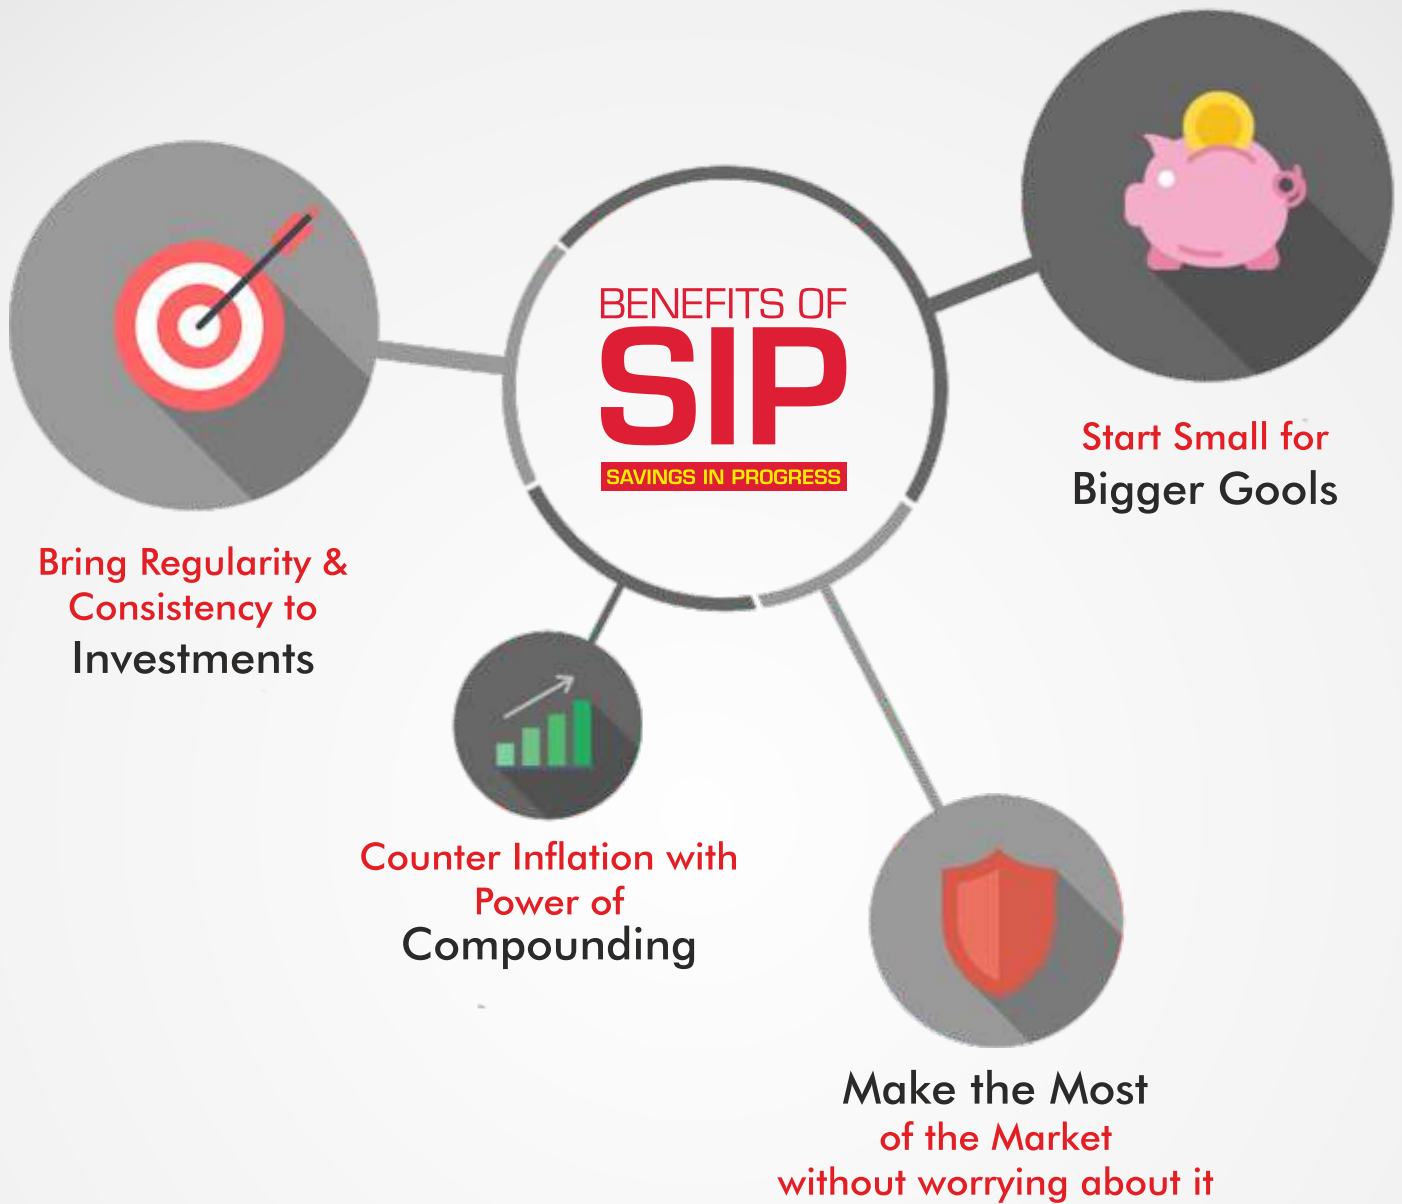 BENEFITS OF
SIP
SAVINGS IN PROGRESS
Start Small for
Bigger Gools
Bring Regularity &
Consistency to
Investments
Counter Inflation with
Power of
Compounding
Make the Most
of the Market
without worrying about it